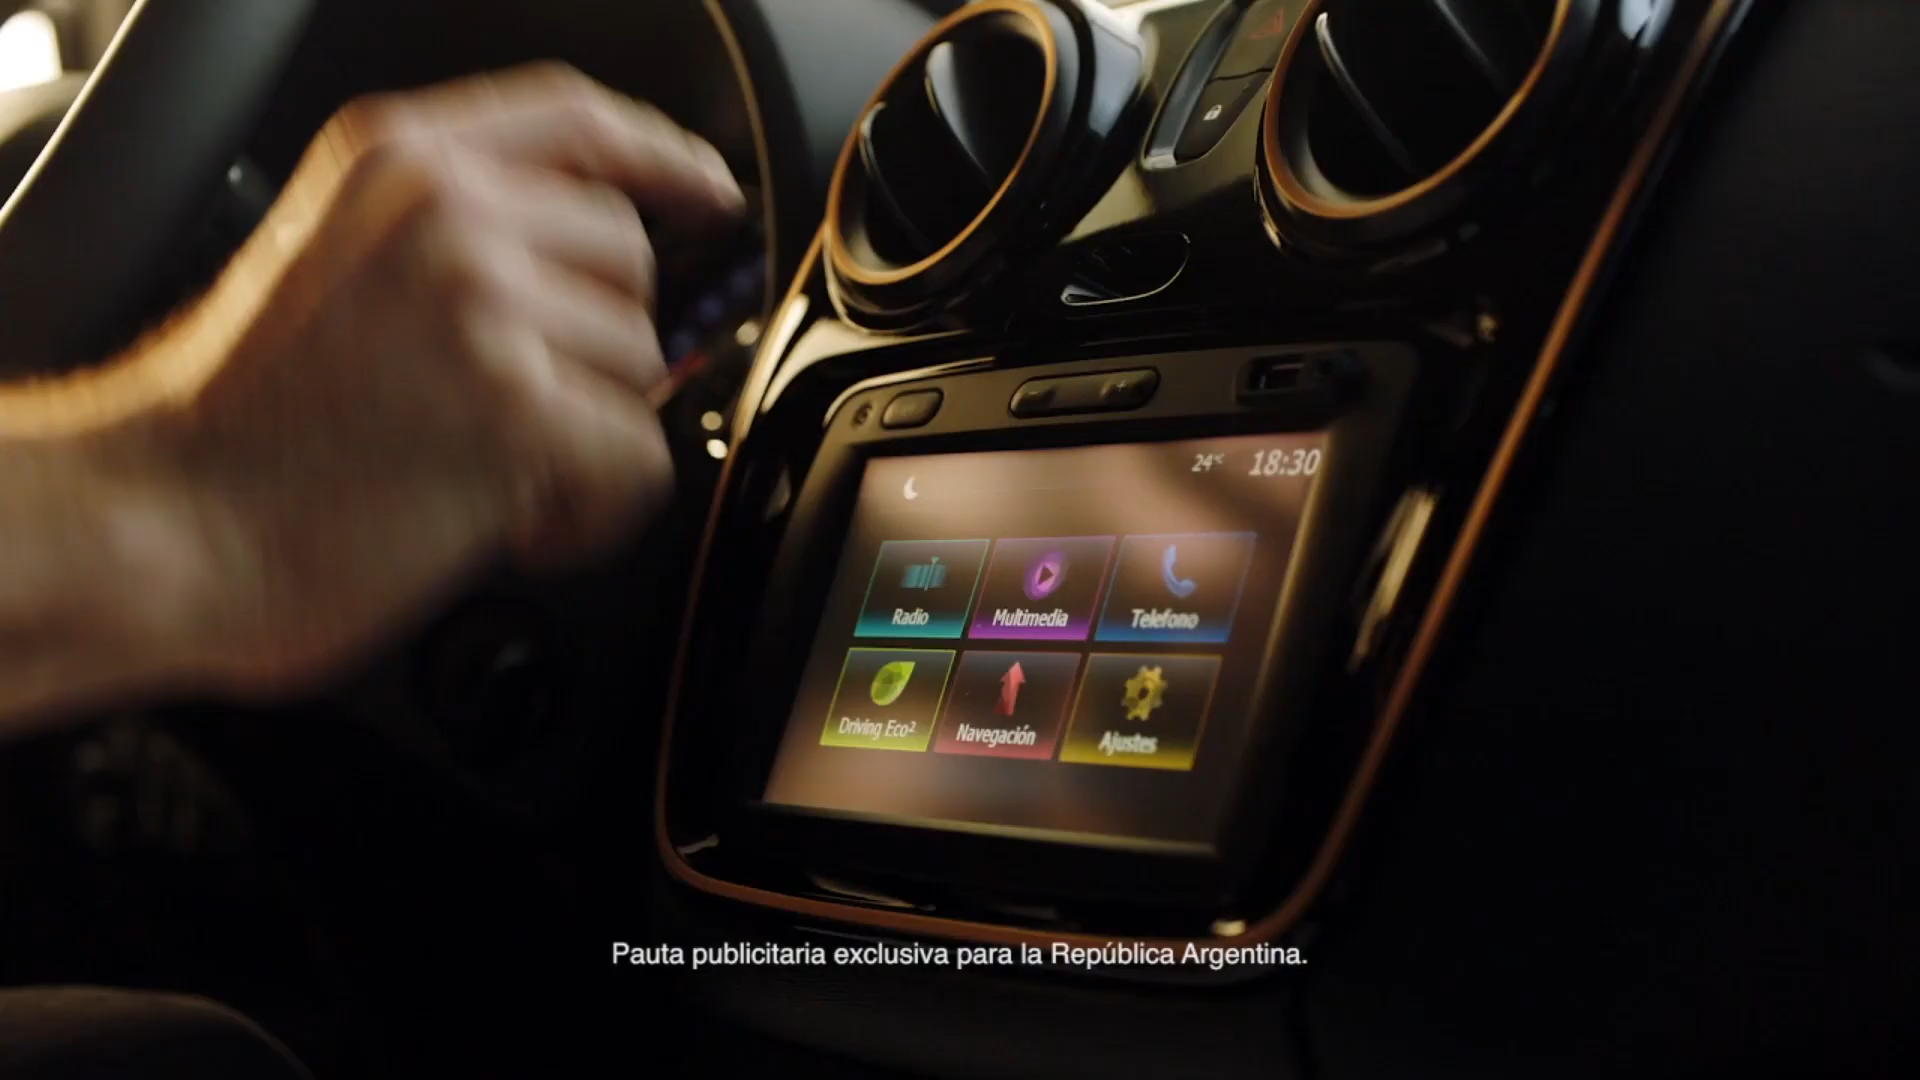 24°
18:30
Radio
Multimedia
Telefono
Driving Eco²
Navegación
Ajustes
Pauta publicitaria exclusiva para la República Argentina.